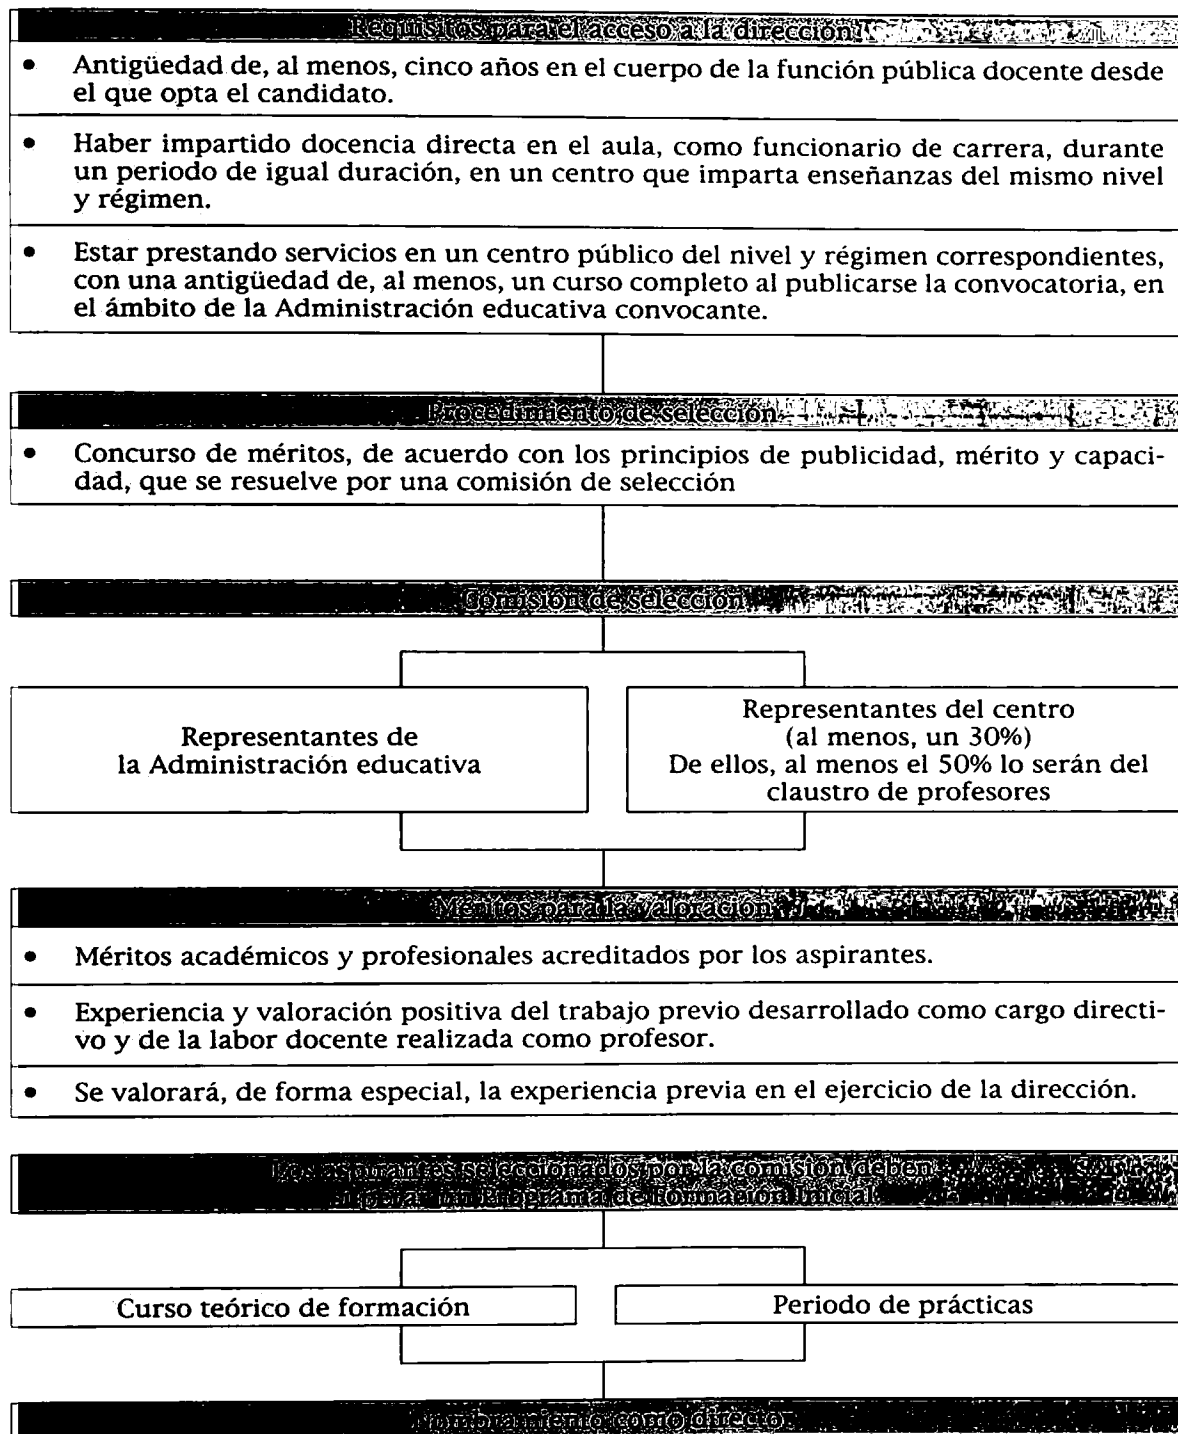 Requisitos para el acceso a la dirección
• Antigüedad de, al menos, cinco años en el cuerpo de la función pública docente desde
el que opta el candidato.
• Haber impartido docencia directa en el aula, como funcionario de carrera, durante
un periodo de igual duración, en un centro que imparta enseñanzas del mismo nivel
y régimen.
• Estar prestando servicios en un centro público del nivel y régimen correspondientes,
con una antigüedad de, al menos, un curso completo al publicarse la convocatoria, en
el ámbito de la Administración educativa convocante.
Procedimiento de selección
• Concurso de méritos, de acuerdo con los principios de publicidad, mérito y capaci-
dad, que se resuelve por una comisión de selección
Comisión de selección
Representantes de
la Administración educativa
Representantes del centro
(al menos, un 30%)
De ellos, al menos el 50% lo serán del
claustro de profesores
Méritos para la valoración
• Méritos académicos y profesionales acreditados por los aspirantes.
• Experiencia y valoración positiva del trabajo previo desarrollado como cargo directi-
vo y de la labor docente realizada como profesor.
• Se valorará, de forma especial, la experiencia previa en el ejercicio de la dirección.
Los aspirantes seleccionados por la comisión deben
superar un Programa de Formación Inicial
Curso teórico de formación
Periodo de prácticas
Nombramiento como director